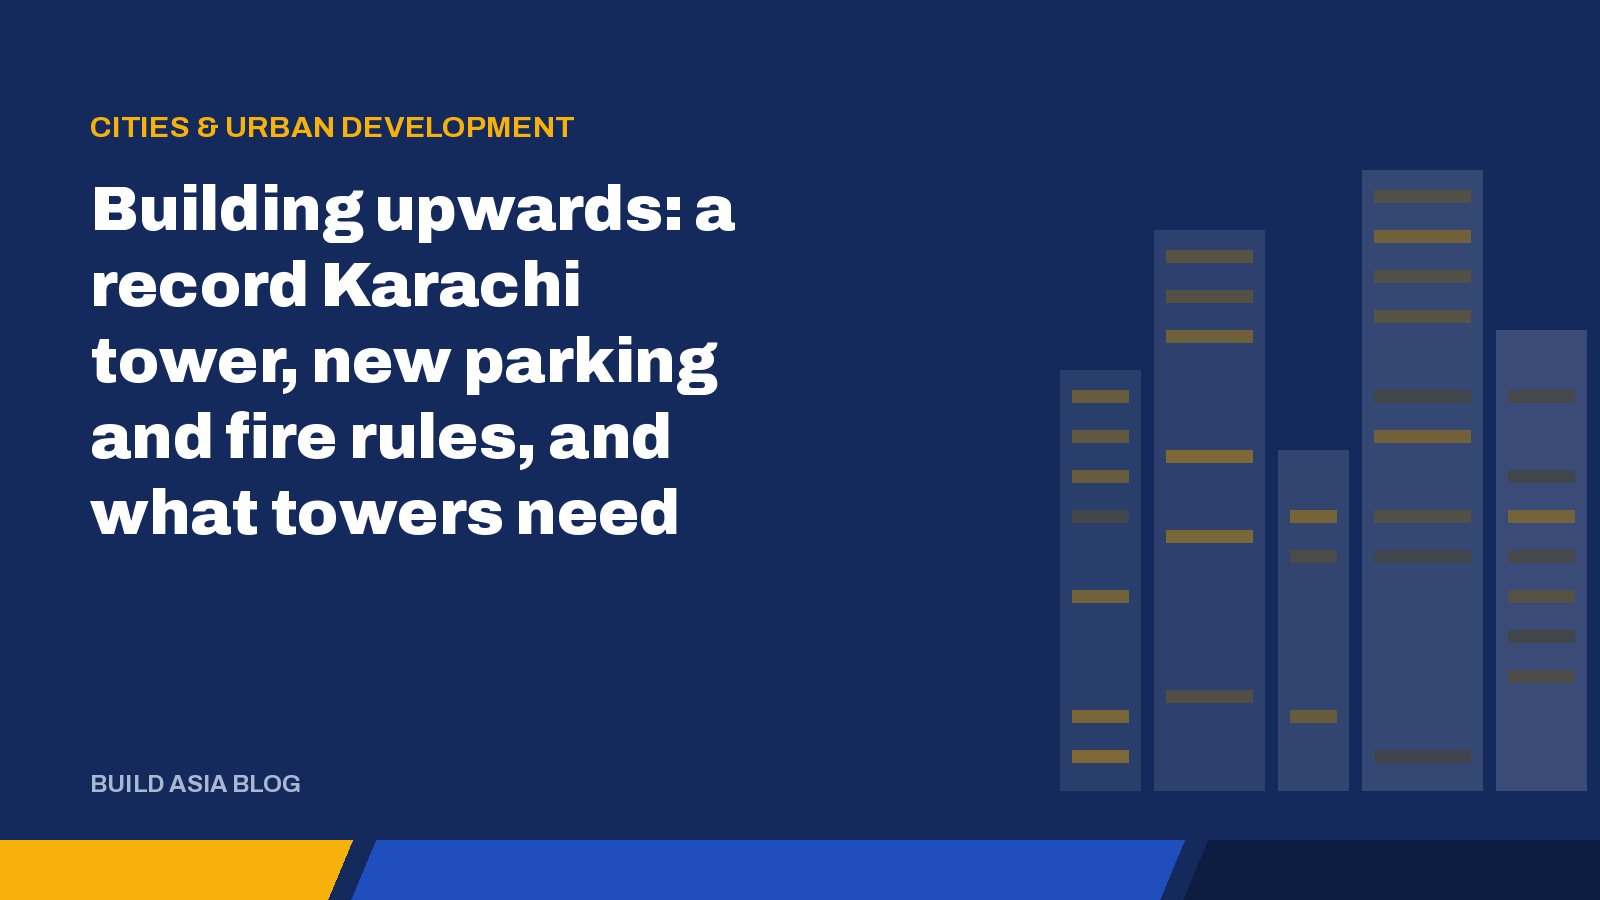 CITIES & URBAN DEVELOPMENT
Building upwards: a
record Karachi
tower, new parking
and fire rules, and
what towers need
BUILD ASIA BLOG